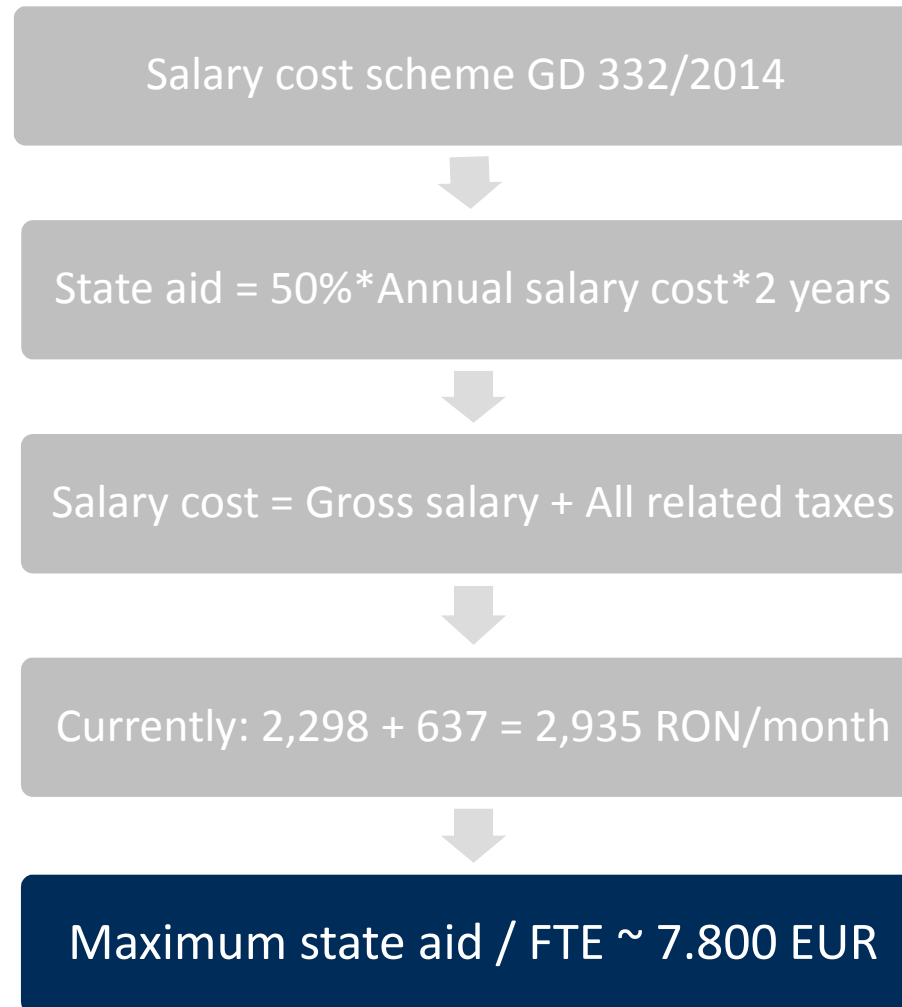 Salary cost scheme GD 332/2014
State aid = 50%*Annual salary cost*2 years
Salary cost = Gross salary + All related taxes
Currently: 2,298 + 637 = 2,935 RON/month
Maximum state aid / FTE ~ 7.800 EUR